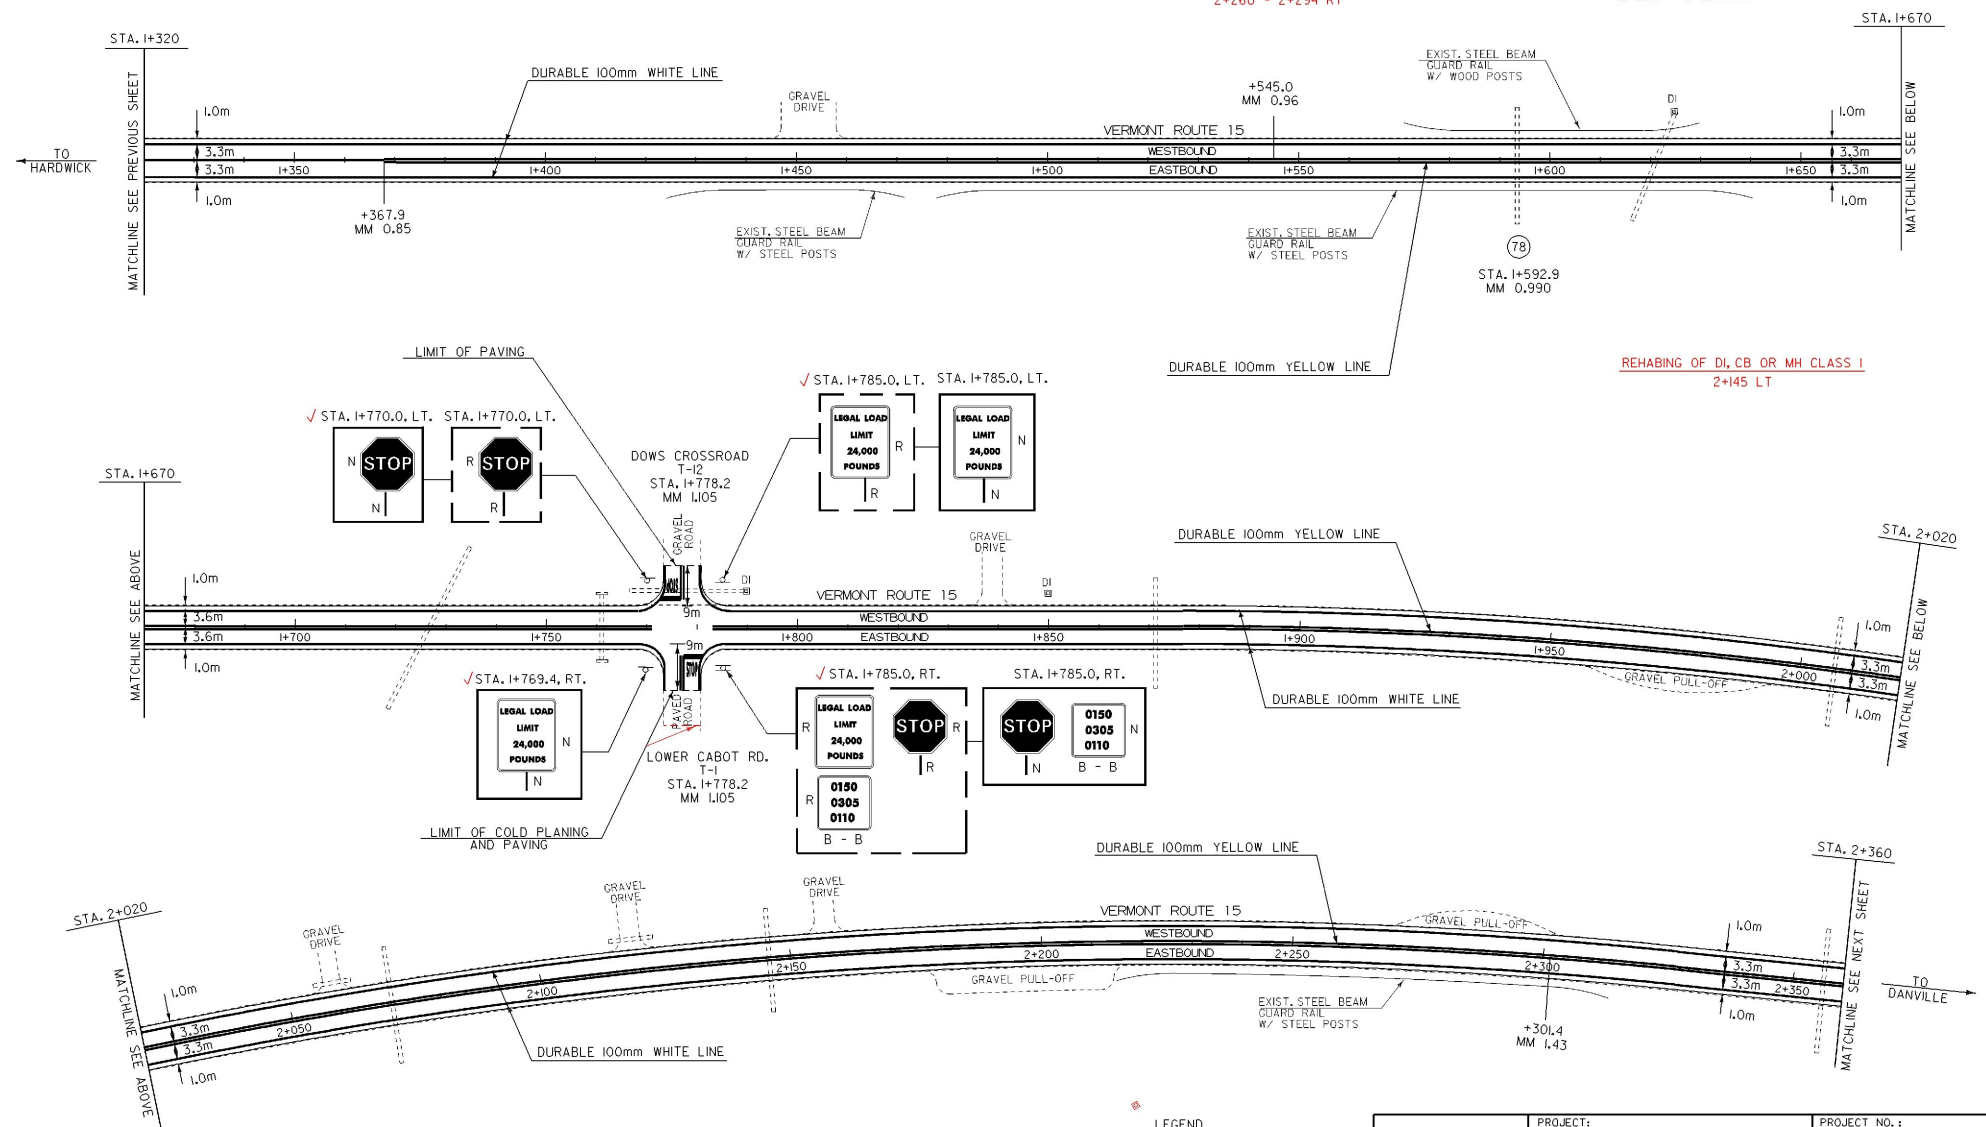 2+260 - 2+294 RT
STA. 1+320
STA. 1+670
MATCHLINE SEE PREVIOUS SHEET
MATCHLINE SEE BELOW
TO
HARDWICK
DURABLE 100mm WHITE LINE
GRAVEL
DRIVE
+545.0
MM 0.96
EXIST. STEEL BEAM
GUARD RAIL
W/ WOOD POSTS
DI
1.0m
1.0m
VERMONT ROUTE 15
WESTBOUND
EASTBOUND
3.3m
3.3m
3.3m
3.3m
1+350
1+400
1+450
1+500
1+550
1+600
1+650
1.0m
1.0m
+367.9
MM 0.85
EXIST. STEEL BEAM
GUARD RAIL
W/ STEEL POSTS
EXIST. STEEL BEAM
GUARD RAIL
W/ STEEL POSTS
78
STA. 1+592.9
MM 0.990
DURABLE 100mm YELLOW LINE
REHABING OF DI, CB OR MH CLASS I
2+145 LT
LIMIT OF PAVING
✓ STA. 1+770.0, LT.
STA. 1+770.0, LT.
N STOP
N
R STOP
R
✓ STA. 1+785.0, LT.
STA. 1+785.0, LT.
LEGAL LOAD
LIMIT
24,000
POUNDS
R
R
LEGAL LOAD
LIMIT
24,000
POUNDS
N
N
DOWS CROSSROAD
T-12
STA. 1+778.2
MM 1.105
GRAVEL
ROAD
STOP
DI
9m
STA. 1+670
MATCHLINE SEE ABOVE
1.0m
3.6m
3.6m
1.0m
1+700
1+750
1+800
1+850
1+900
1+950
2+000
VERMONT ROUTE 15
WESTBOUND
EASTBOUND
GRAVEL
DRIVE
DI
DURABLE 100mm YELLOW LINE
STA. 2+020
MATCHLINE SEE BELOW
1.0m
3.3m
3.3m
1.0m
GRAVEL PULL-OFF
DURABLE 100mm WHITE LINE
9m
STOP
PAVED
ROAD
✓ STA. 1+769.4, RT.
LEGAL LOAD
LIMIT
24,000
POUNDS
N
N
LOWER CABOT RD.
T-1
STA. 1+778.2
MM 1.105
LIMIT OF COLD PLANING
AND PAVING
✓ STA. 1+785.0, RT.
STA. 1+785.0, RT.
R
LEGAL LOAD
LIMIT
24,000
POUNDS
STOP
R
R
R
0150
0305
0110
B - B
STOP
N
0150
0305
0110
N
B - B
DURABLE 100mm YELLOW LINE
STA. 2+020
MATCHLINE SEE ABOVE
GRAVEL
DRIVE
GRAVEL
DRIVE
GRAVEL
DRIVE
VERMONT ROUTE 15
WESTBOUND
EASTBOUND
GRAVEL PULL-OFF
1.0m
3.3m
3.3m
1.0m
2+050
2+100
2+150
2+200
2+250
2+300
2+350
GRAVEL PULL-OFF
DURABLE 100mm WHITE LINE
EXIST. STEEL BEAM
GUARD RAIL
W/ STEEL POSTS
+301.4
MM 1.43
1.0m
3.3m
3.3m
1.0m
STA. 2+360
MATCHLINE SEE NEXT SHEET
TO
DANVILLE
LEGEND
PROJECT:
PROJECT NO.: